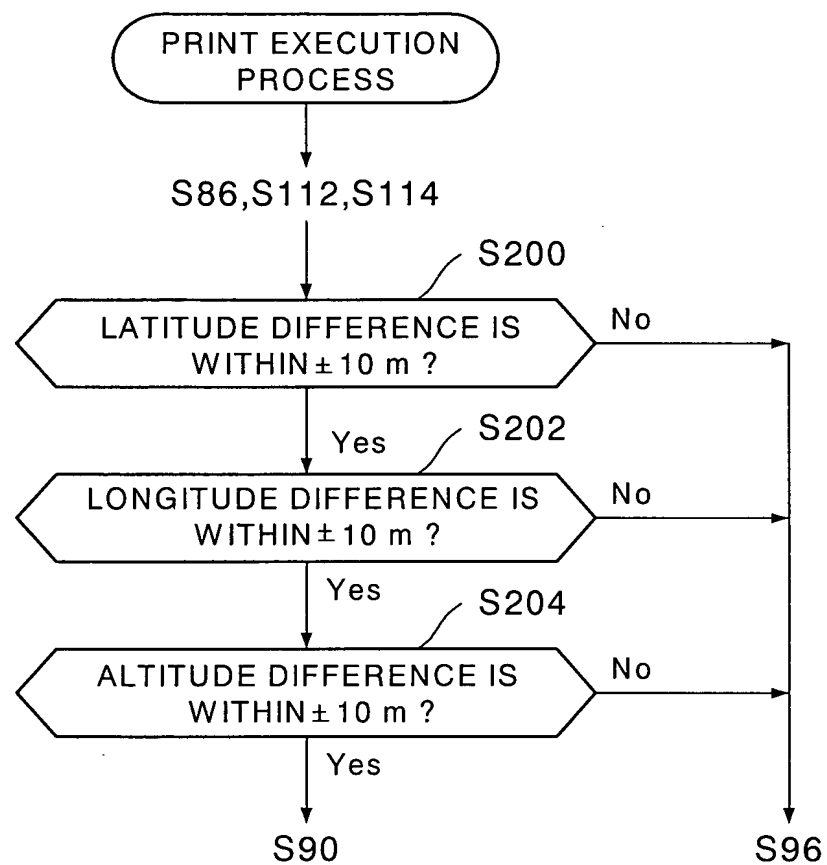 PRINT EXECUTION
PROCESS
S86,S112,S114
S200
LATITUDE DIFFERENCE IS
WITHIN ± 10 m ?
No
Yes
S202
LONGITUDE DIFFERENCE IS
WITHIN ± 10 m ?
No
Yes
S204
ALTITUDE DIFFERENCE IS
WITHIN ± 10 m ?
No
Yes
S90
S96